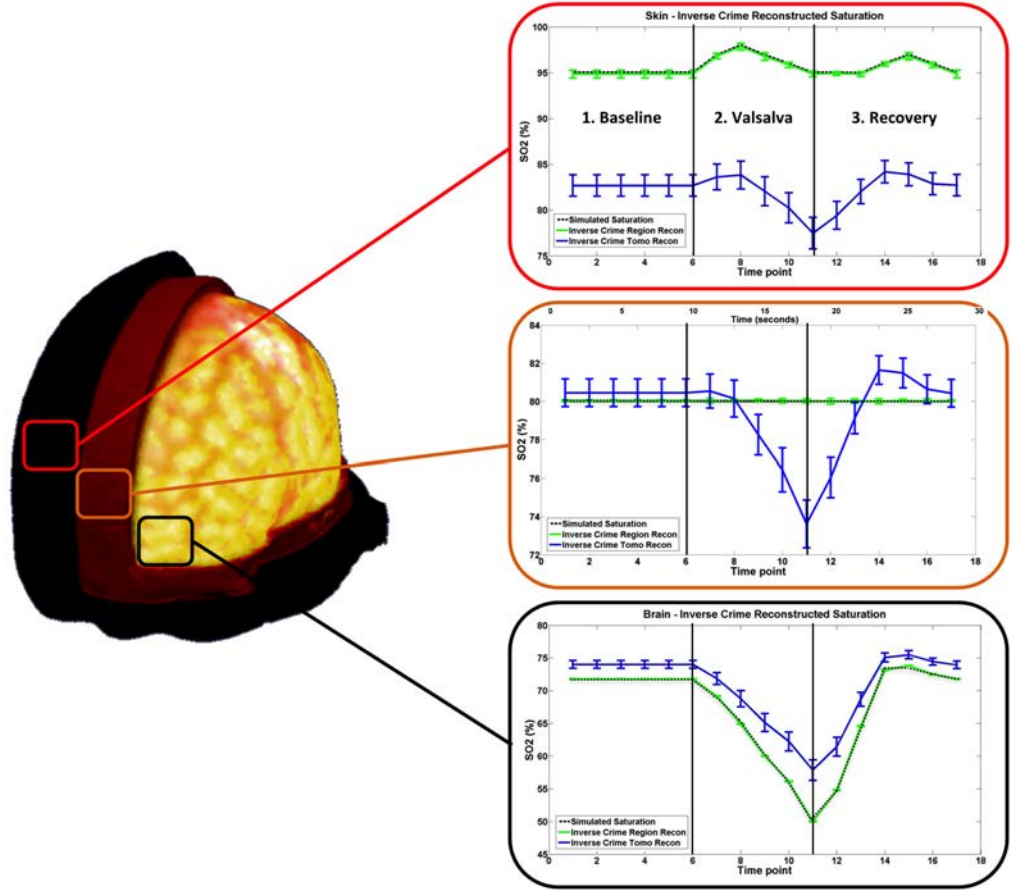 Skin - Inverse Crime Reconstructed Saturation
100
95
90
85
80
75
SO2 (%)
1. Baseline
2. Valsalva
3. Recovery
Simulated Saturation
Inverse Crime Region Recon
Inverse Crime Tomo Recon
0 2 4 6 8 10 12 14 16 18
Time point
0 5 10 15 20 25 30
Time (seconds)
84
82
80
78
76
74
72
SO2 (%)
Simulated Saturation
Inverse Crime Region Recon
Inverse Crime Tomo Recon
0 2 4 6 8 10 12 14 16 18
Time point
Brain - Inverse Crime Reconstructed Saturation
80
75
70
65
60
55
50
45
SO2 (%)
Simulated Saturation
Inverse Crime Region Recon
Inverse Crime Tomo Recon
0 2 4 6 8 10 12 14 16 18
Time point